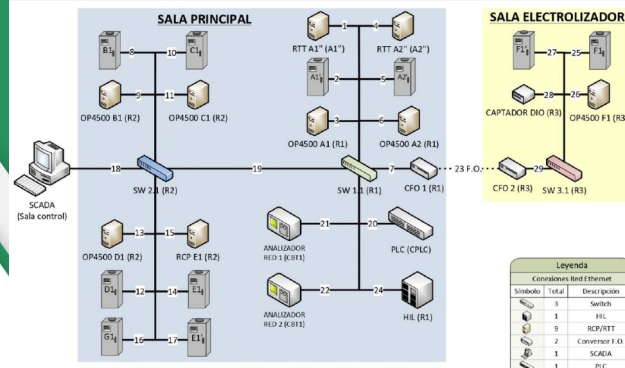 SALA PRINCIPAL
SALA ELECTROLIZADOR
B1
8
10
C1
9
11
OP4500 B1 (R2)
OP4500 C1 (R2)
1
4
RTT A1" (A1")
RTT A2" (A2")
A1'
2
5
A2'
3
6
OP4500 A1 (R1)
OP4500 A2 (R1)
F1'
27
25
F1
28
26
CAPTADOR DIO (R3)
OP4500 F1 (R3
18
19
7
23 F.O.
29
SCADA
(Sala control)
SW 2.1 (R2)
SW 1.1 (R1)
CFO 1 (R1)
CFO 2 (R3)
SW 3.1 (R3)
13
15
OP4500 D1 (R2)
RCP E1 (R2)
D1
12
14
E1
G1
16
17
E1'
21
20
ANALIZADOR
RED 1 (CBT1)
PLC (CPLC)
22
24
ANALIZADOR
RED 2 (CBT1)
HIL (R1)
Leyenda
Conexiones Red Ethernet
Símbolo Total Descripción
3 Switch
1 HIL
9 RCP/RTT
2 Conversor F.O.
1 SCADA
1 PLC